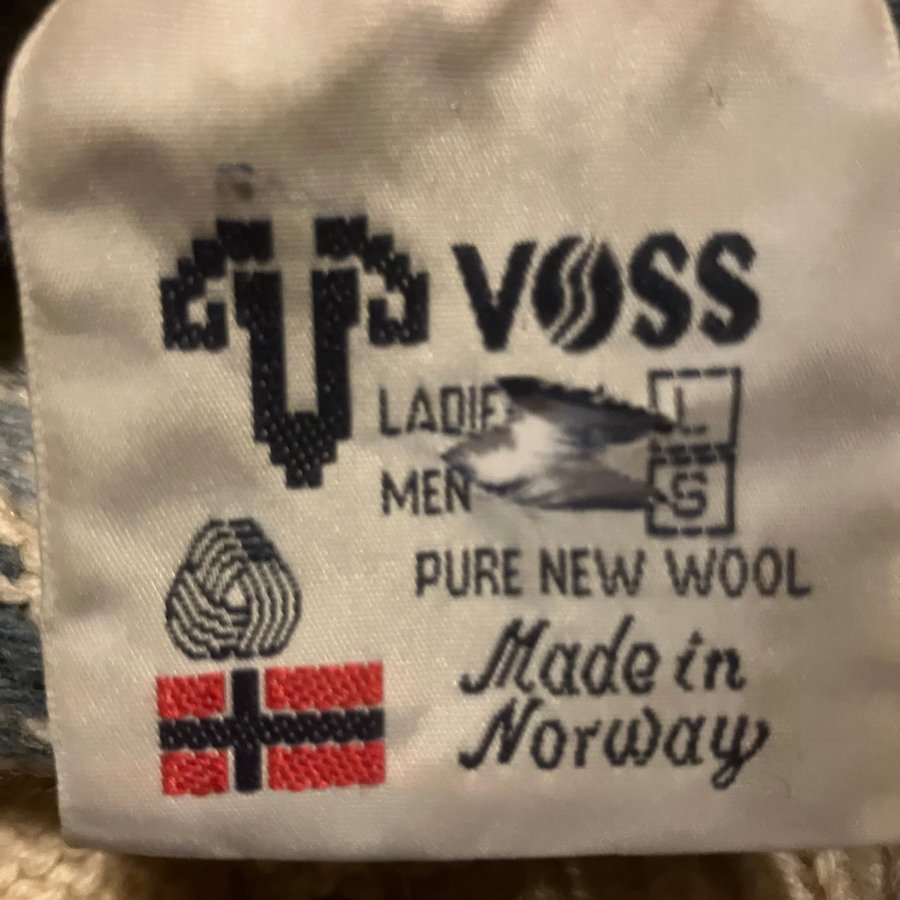 VOSS
LADIE L
MEN S
PURE NEW WOOL
Made in
Norway